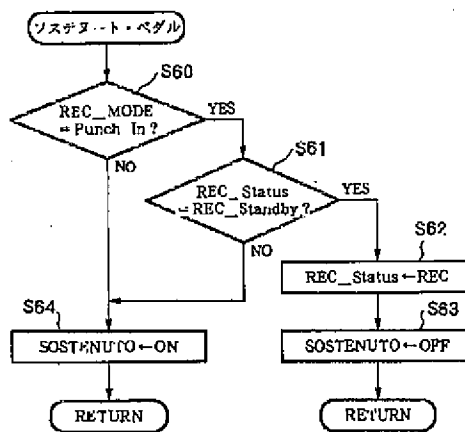 ソステヌート・ペダル
S60
REC_MODE
=Punch In?
YES
NO
S61
REC_Status
=REC_Standby?
YES
NO
S62
REC_Status←REC
S64
S63
SOSTENUTO←ON
SOSTENUTO←OFF
RETURN
RETURN